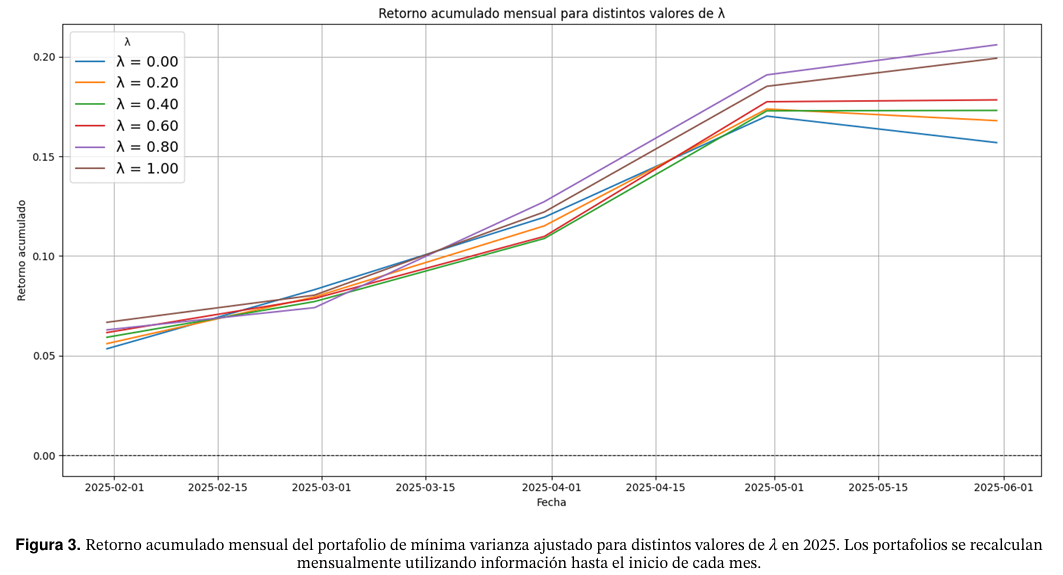 Retorno acumulado mensual para distintos valores de λ
λ
λ = 0.00
λ = 0.20
λ = 0.40
λ = 0.60
λ = 0.80
λ = 1.00
Retorno acumulado
0.20
0.15
0.10
0.05
0.00
2025-02-01 2025-02-15 2025-03-01 2025-03-15 2025-04-01 2025-04-15 2025-05-01 2025-05-15 2025-06-01
Fecha
Figura 3. Retorno acumulado mensual del portafolio de mínima varianza ajustado para distintos valores de λ en 2025. Los portafolios se recalculan
mensualmente utilizando información hasta el inicio de cada mes.